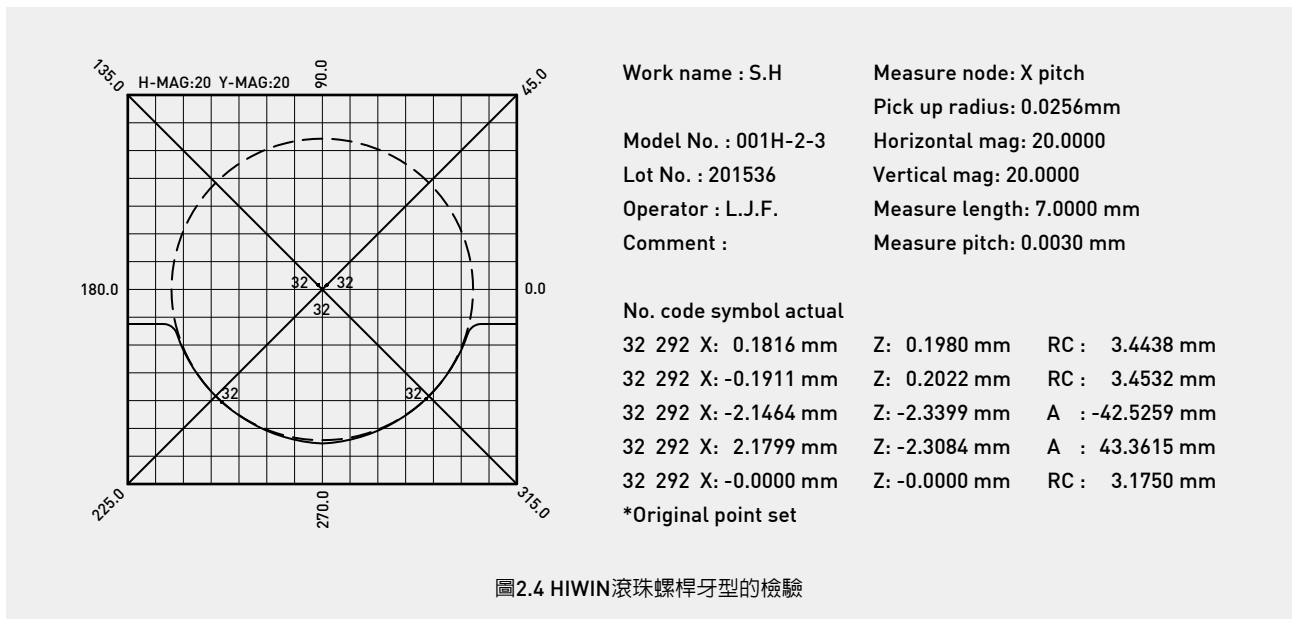 135.0
H-MAG:20 Y-MAG:20
90.0
45.0
180.0
32 32
32
0.0
32
32
225.0
270.0
315.0
Work name : S.H
Model No. : 001H-2-3
Lot No. : 201536
Operator : L.J.F.
Comment :
Measure node: X pitch
Pick up radius: 0.0256mm
Horizontal mag: 20.0000
Vertical mag: 20.0000
Measure length: 7.0000 mm
Measure pitch: 0.0030 mm
No. code symbol actual
32 292 X: 0.1816 mm Z: 0.1980 mm RC : 3.4438 mm
32 292 X: -0.1911 mm Z: 0.2022 mm RC : 3.4532 mm
32 292 X: -2.1464 mm Z: -2.3399 mm A : -42.5259 mm
32 292 X: 2.1799 mm Z: -2.3084 mm A : 43.3615 mm
32 292 X: -0.0000 mm Z: -0.0000 mm RC : 3.1750 mm
*Original point set
圖2.4 HIWIN滾珠螺桿牙型的檢驗